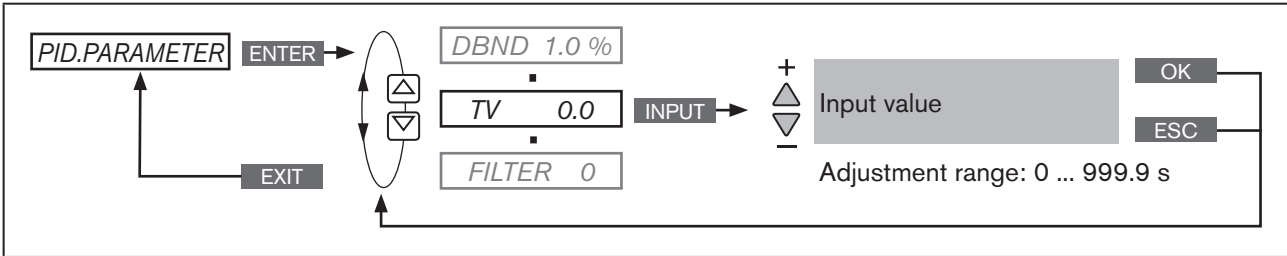 PID.PARAMETER
ENTER
DBND 1.0 %
TV 0.0
FILTER 0
INPUT
+
–
Input value
OK
ESC
EXIT
Adjustment range: 0 ... 999.9 s